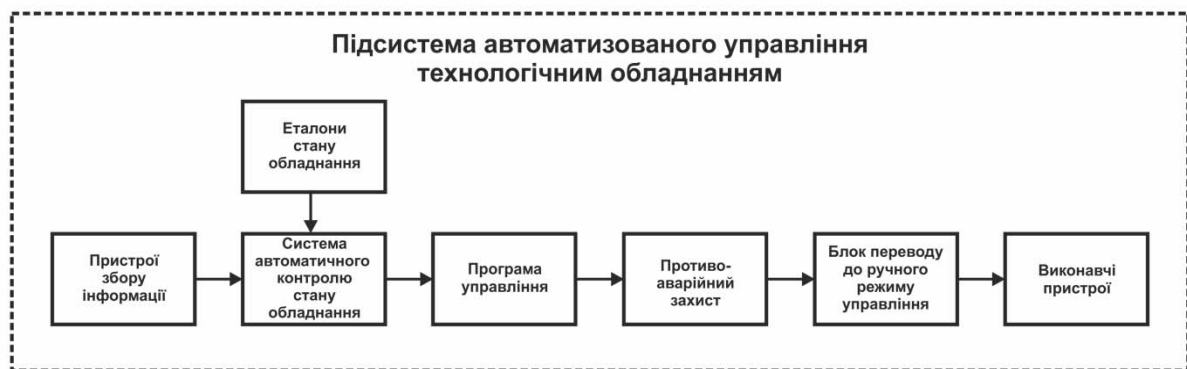 Підсистема автоматизованого управління
технологічним обладнанням
Еталони
стану
обладнання
Пристрої
збору
інформації
Система
автоматичного
контролю
стану
обладнання
Програма
управління
Противо-
аварійний
захист
Блок переводу
до ручного
режиму
управління
Виконавчі
пристрої